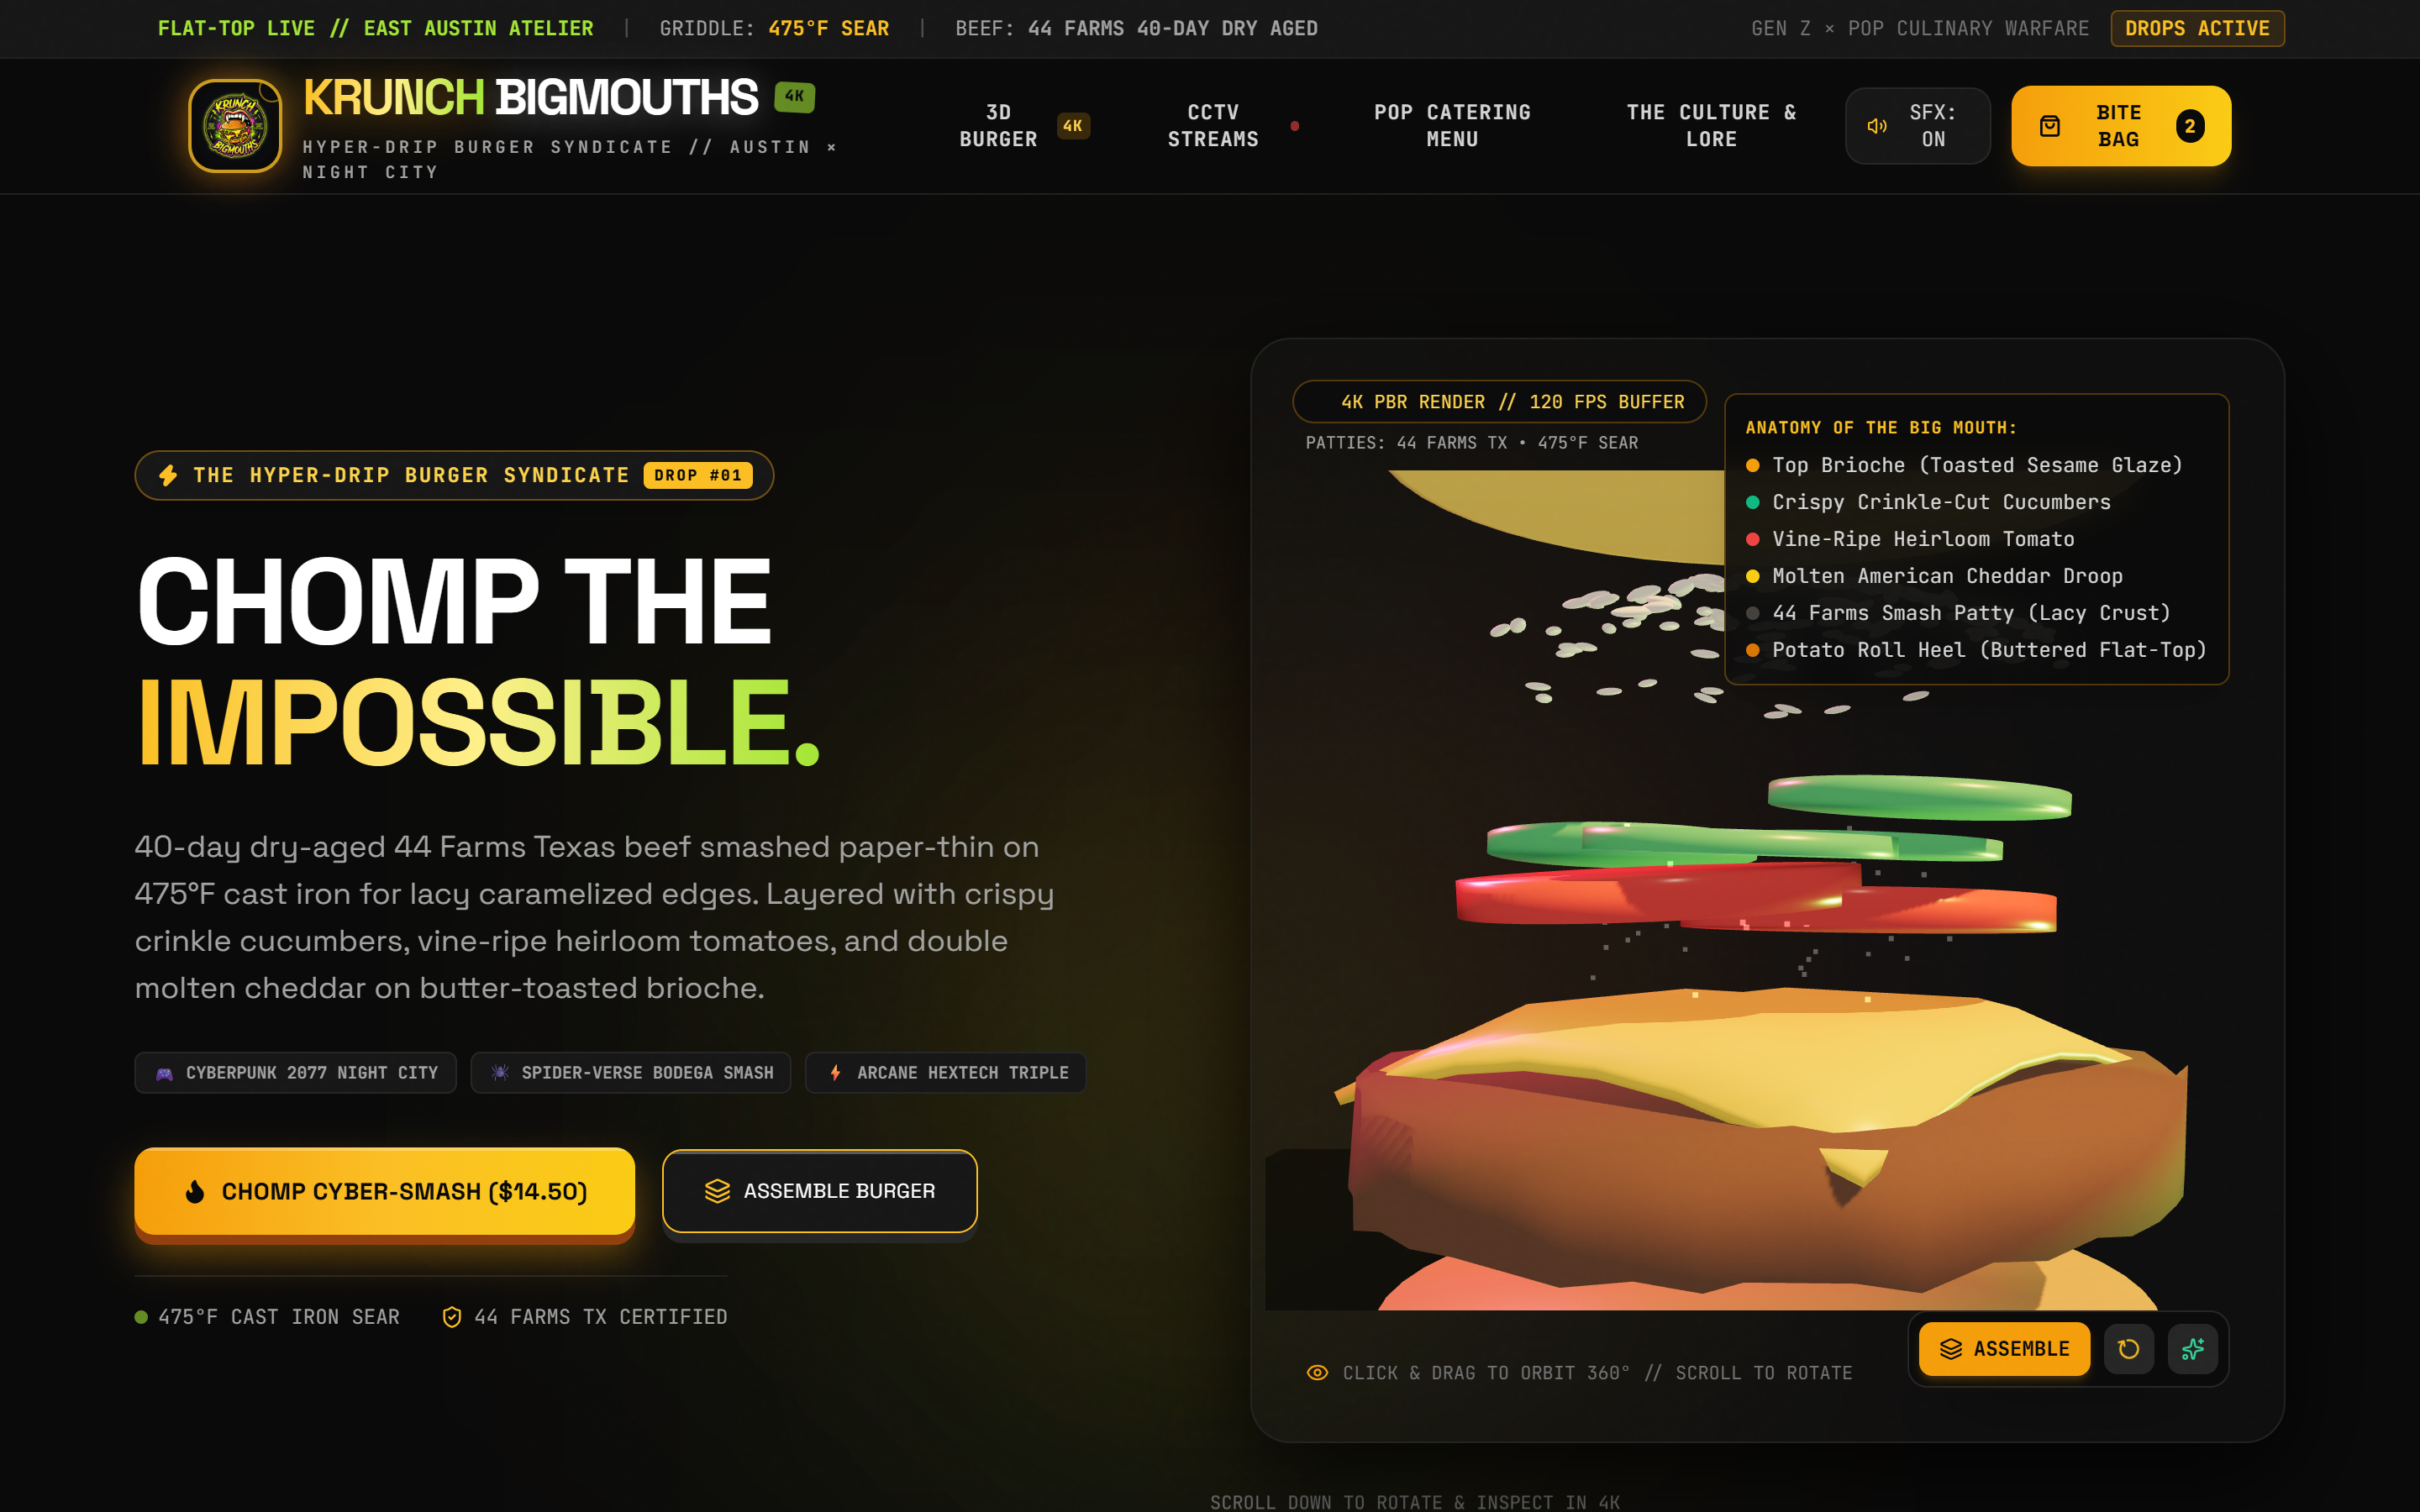 FLAT-TOP LIVE // EAST AUSTIN ATELIER | GRIDDLE: 475°F SEAR | BEEF: 44 FARMS 40-DAY DRY AGED
GEN Z × POP CULINARY WARFARE DROPS ACTIVE
KRUNCH
BIGMOUTHS
KRUNCH BIGMOUTHS 4K
HYPER-DRIP BURGER SYNDICATE // AUSTIN ×
NIGHT CITY
3D
BURGER 4K
CCTV
STREAMS
POP CATERING
MENU
THE CULTURE &
LORE
SFX:
ON
BITE
BAG 2
THE HYPER-DRIP BURGER SYNDICATE DROP #01
CHOMP THE
IMPOSSIBLE.
40-day dry-aged 44 Farms Texas beef smashed paper-thin on
475°F cast iron for lacy caramelized edges. Layered with crispy
crinkle cucumbers, vine-ripe heirloom tomatoes, and double
molten cheddar on butter-toasted brioche.
CYBERPUNK 2077 NIGHT CITY
SPIDER-VERSE BODEGA SMASH
ARCANE HEXTECH TRIPLE
CHOMP CYBER-SMASH ($14.50)
ASSEMBLE BURGER
475°F CAST IRON SEAR
44 FARMS TX CERTIFIED
4K PBR RENDER // 120 FPS BUFFER
PATTIES: 44 FARMS TX • 475°F SEAR
ANATOMY OF THE BIG MOUTH:
Top Brioche (Toasted Sesame Glaze)
Crispy Crinkle-Cut Cucumbers
Vine-Ripe Heirloom Tomato
Molten American Cheddar Droop
44 Farms Smash Patty (Lacy Crust)
Potato Roll Heel (Buttered Flat-Top)
CLICK & DRAG TO ORBIT 360° // SCROLL TO ROTATE
ASSEMBLE
SCROLL DOWN TO ROTATE & INSPECT IN 4K